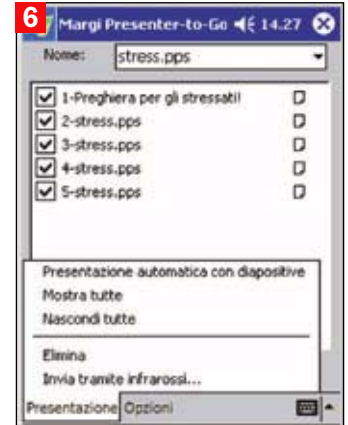 6
Margi Presenter-to-Go 14.27
Nome: stress.pps
1-Preghiera per gli stressati!
2-stress.pps
3-stress.pps
4-stress.pps
5-stress.pps
Presentazione automatica con diapositive
Mostra tutte
Nascondi tutte
Elimina
Invia tramite infrarossi...
Presentazione Opzioni